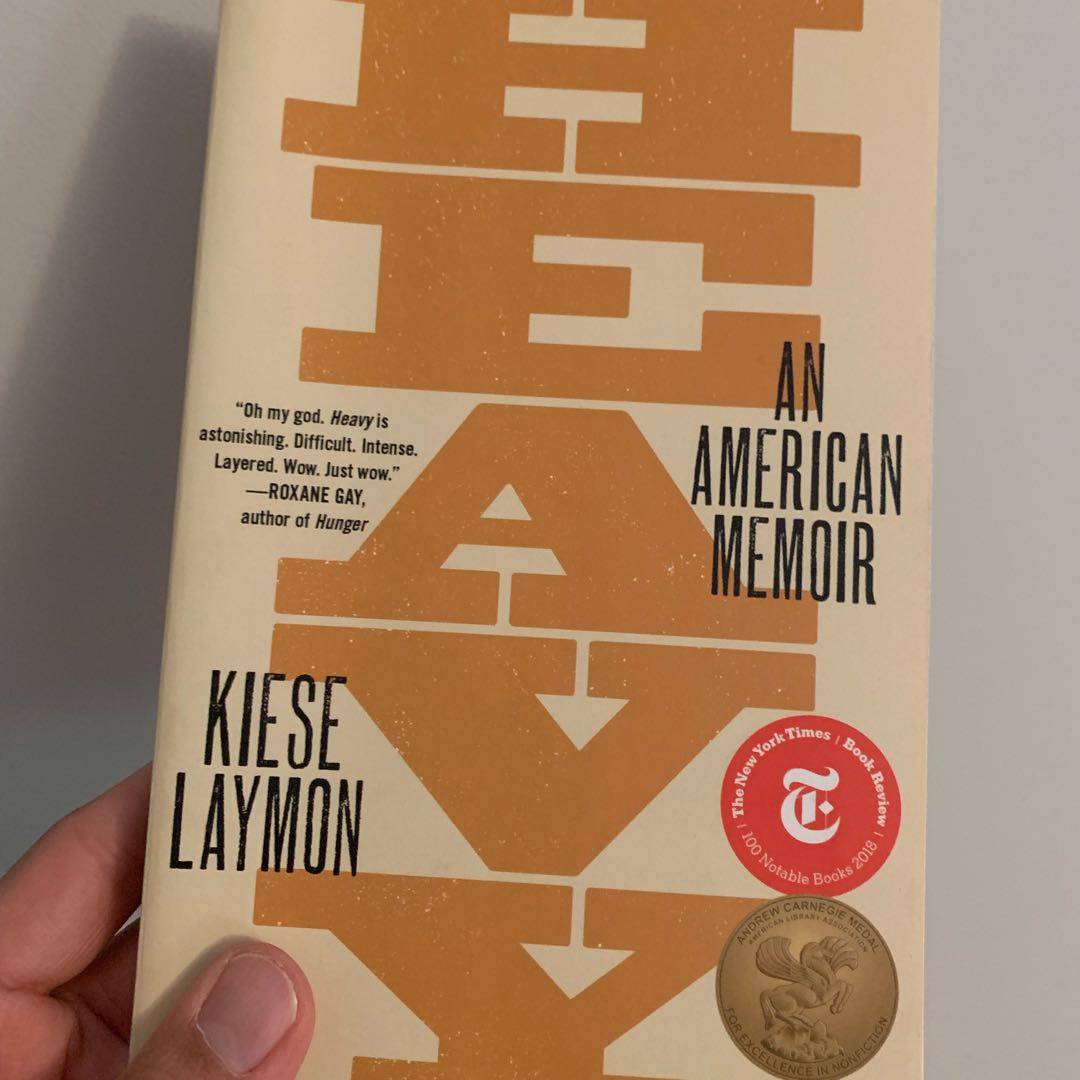 HEAVY
AN
AMERICAN
MEMOIR
“Oh my god. Heavy is
astonishing. Difficult. Intense.
Layered. Wow. Just wow.”
—ROXANE GAY,
author of Hunger
KIESE
LAYMON
The New York Times | Book Review
| 100 Notable Books 2018 |
ANDREW CARNEGIE MEDAL
AMERICAN LIBRARY ASSOCIATION
FOR EXCELLENCE IN NONFICTION